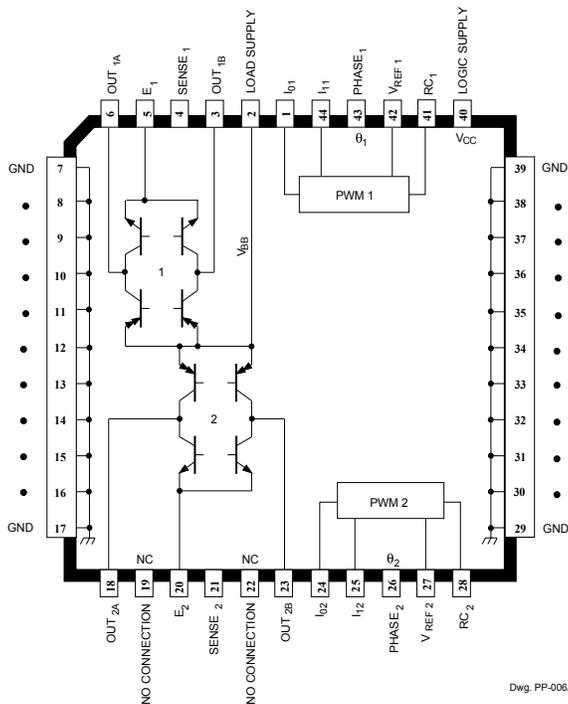 OUT 1A
E1
SENSE 1
OUT 1B
LOAD SUPPLY
I01
I11
PHASE1
VREF 1
RC1
LOGIC SUPPLY
6 5 4 3 2 1 44 43 42 41 40
θ1
VCC
GND 7
8
9
10
11
12
13
14
15
16
GND 17
39 GND
38
37
36
35
34
33
32
31
30
29 GND
PWM 1
1
VBB
2
PWM 2
NC
NC
θ2
18 19 20 21 22 23 24 25 26 27 28
OUT 2A
NO CONNECTION
E2
SENSE 2
NO CONNECTION
OUT 2B
I02
I12
PHASE 2
V REF 2
RC2